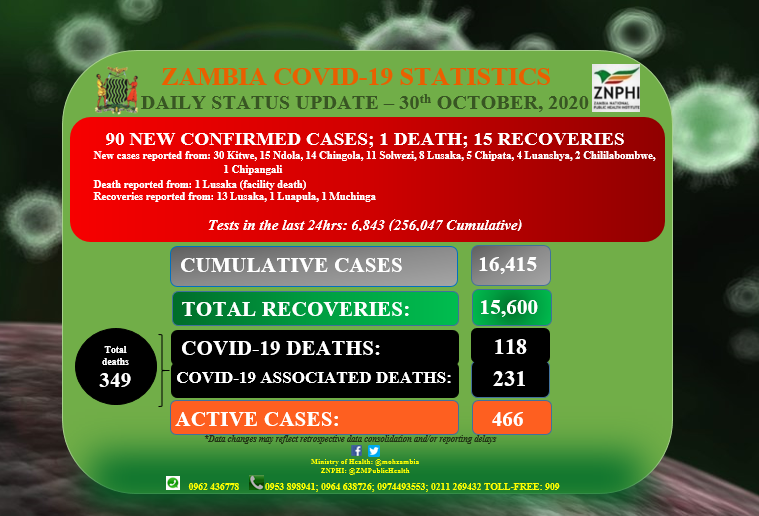 ZAMBIA COVID-19 STATISTICS
DAILY STATUS UPDATE – 30th OCTOBER, 2020
ZNPHI
ZAMBIA NATIONAL
PUBLIC HEALTH INSTITUTE
90 NEW CONFIRMED CASES; 1 DEATH; 15 RECOVERIES
New cases reported from: 30 Kitwe, 15 Ndola, 14 Chingola, 11 Solwezi, 8 Lusaka, 5 Chipata, 4 Luanshya, 2 Chililabombwe,
1 Chipangali
Death reported from: 1 Lusaka (facility death)
Recoveries reported from: 13 Lusaka, 1 Luapula, 1 Muchinga
Tests in the last 24hrs: 6,843 (256,047 Cumulative)
CUMULATIVE CASES 16,415
TOTAL RECOVERIES: 15,600
Total
deaths
349
COVID-19 DEATHS: 118
COVID-19 ASSOCIATED DEATHS: 231
ACTIVE CASES: 466
*Data changes may reflect retrospective data consolidation and/or reporting delays
Ministry of Health: @mohzambia
ZNPHI: @ZMPublicHealth
0962 436778 0953 898941; 0964 638726; 0974493553; 0211 269432 TOLL-FREE: 909